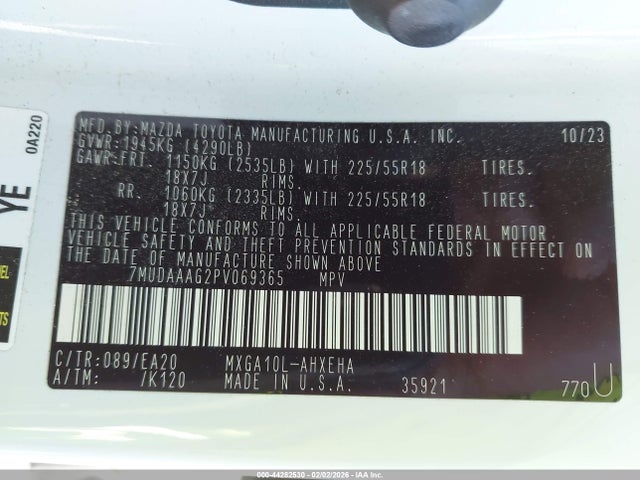 MFD.BY:MAZDA TOYOTA MANUFACTURING U.S.A. INC. 10/23
GVWR:1945KG (4290LB)
GAWR:FRT. 1150KG (2535LB) WITH 225/55R18 TIRES.
18X7J RIMS.
RR. 1060KG (2335LB) WITH 225/55R18 TIRES.
18X7J RIMS.
THIS VEHICLE CONFORMS TO ALL APPLICABLE FEDERAL MOTOR
VEHICLE SAFETY AND THEFT PREVENTION STANDARDS IN EFFECT ON
THE DATE OF MANUFACTURE SHOWN ABOVE.
7MUDAAAG2PV069365 MPV
C/TR:089/EA20 MXGA10L-AHXEHA
A/TM: /K120 MADE IN U.S.A. 35921 770U
0A220
YE
TS
000-44282530 - 02/02/2026 - IAA Inc.